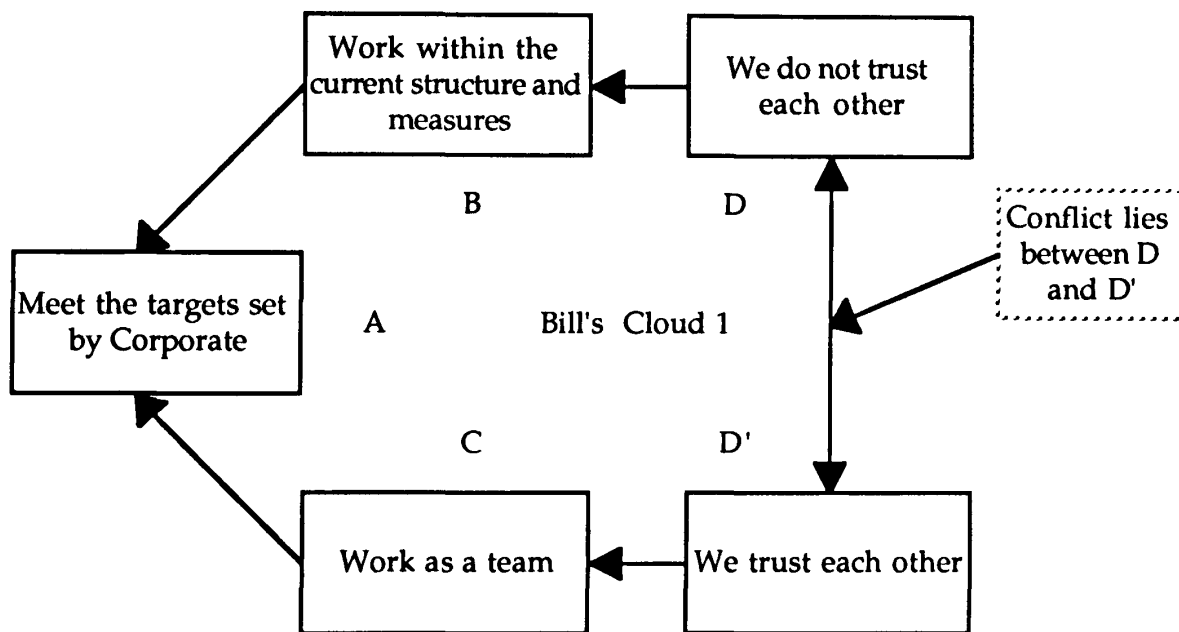 Work within the
current structure and
measures
We do not trust
each other
B
D
Conflict lies
between D
and D'
Meet the targets set
by Corporate
A
Bill's Cloud 1
C
D'
Work as a team
We trust each other